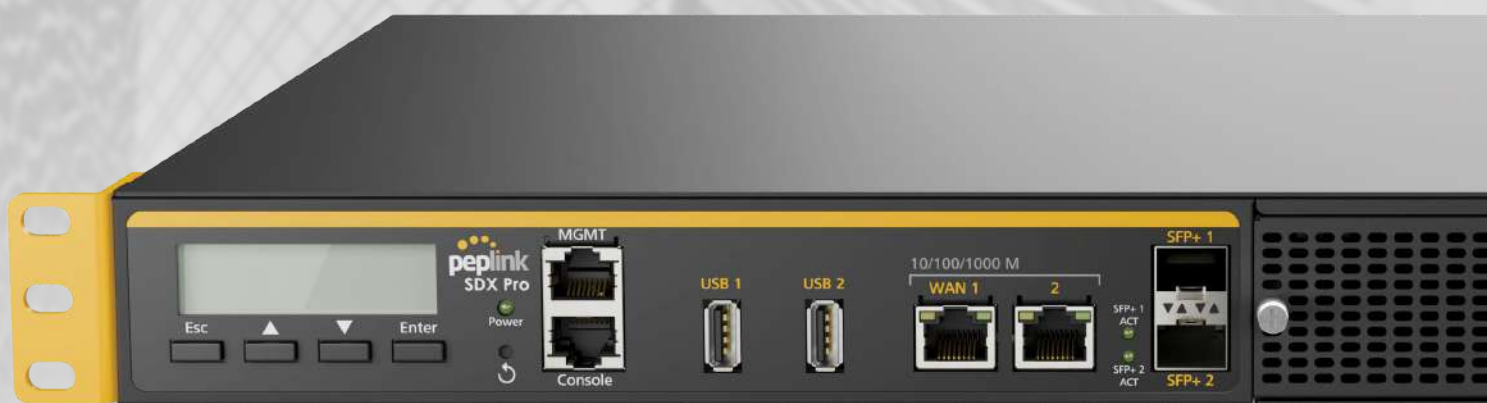 Esc
Enter
peplink
SDX Pro
Power
MGMT
Console
USB 1
USB 2
10/100/1000 M
WAN 1
2
SFP+ 1
ACT
SFP+ 2
ACT
SFP+ 1
SFP+ 2